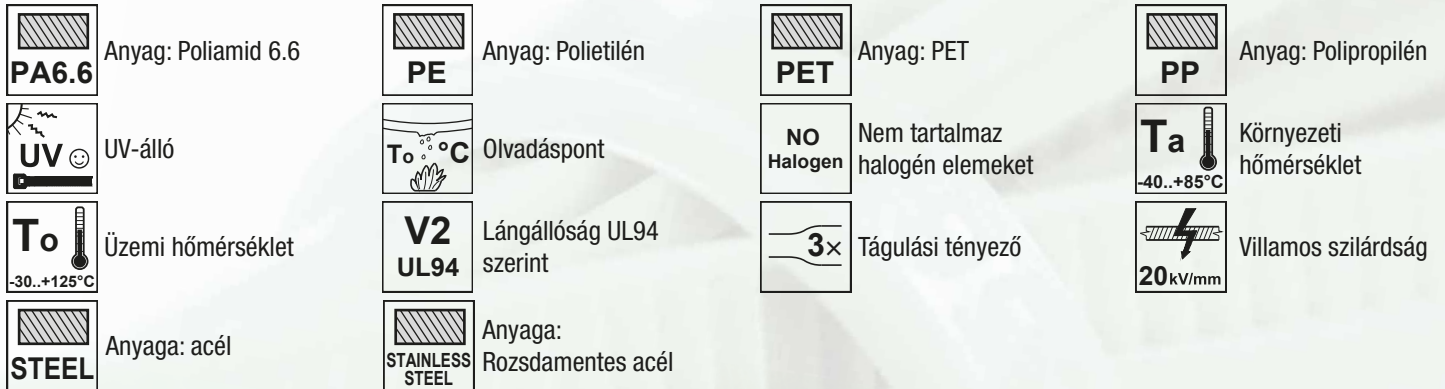 PA6.6
Anyag: Poliamid 6.6
PE
Anyag: Polietilén
PET
Anyag: PET
PP
Anyag: Polipropilén
UV
UV-álló
To °C
Olvadáspont
NO
Halogen
Nem tartalmaz
halogén elemeket
Ta
-40..+85°C
Környezeti
hőmérséklet
To
-30..+125°C
Üzemi hőmérséklet
V2
UL94
Lángállóság UL94
szerint
3×
Tágulási tényező
20 kV/mm
Villamos szilárdság
STEEL
Anyaga: acél
STAINLESS
STEEL
Anyaga:
Rozsdamentes acél